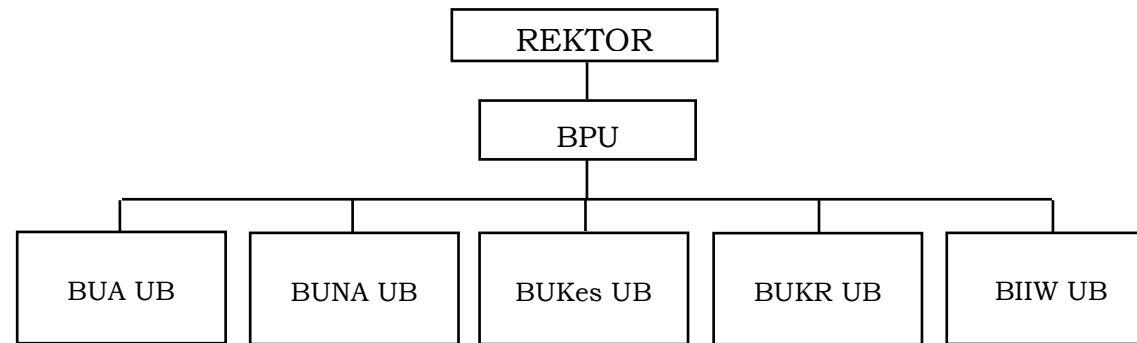 REKTOR
BPU
BUA UB
BUNA UB
BUKes UB
BUKR UB
BIIW UB